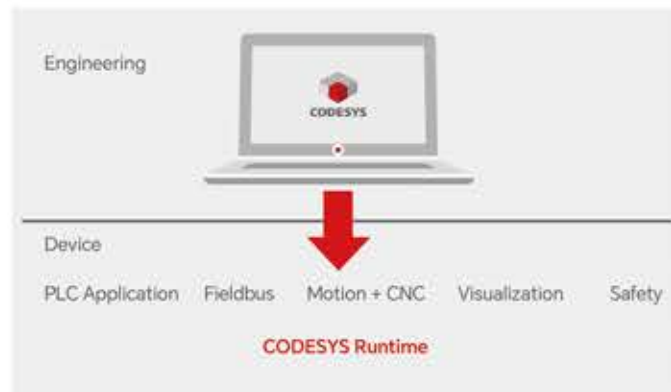 Engineering
CODESYS
Device
PLC Application Fieldbus Motion + CNC Visualization Safety
CODESYS Runtime